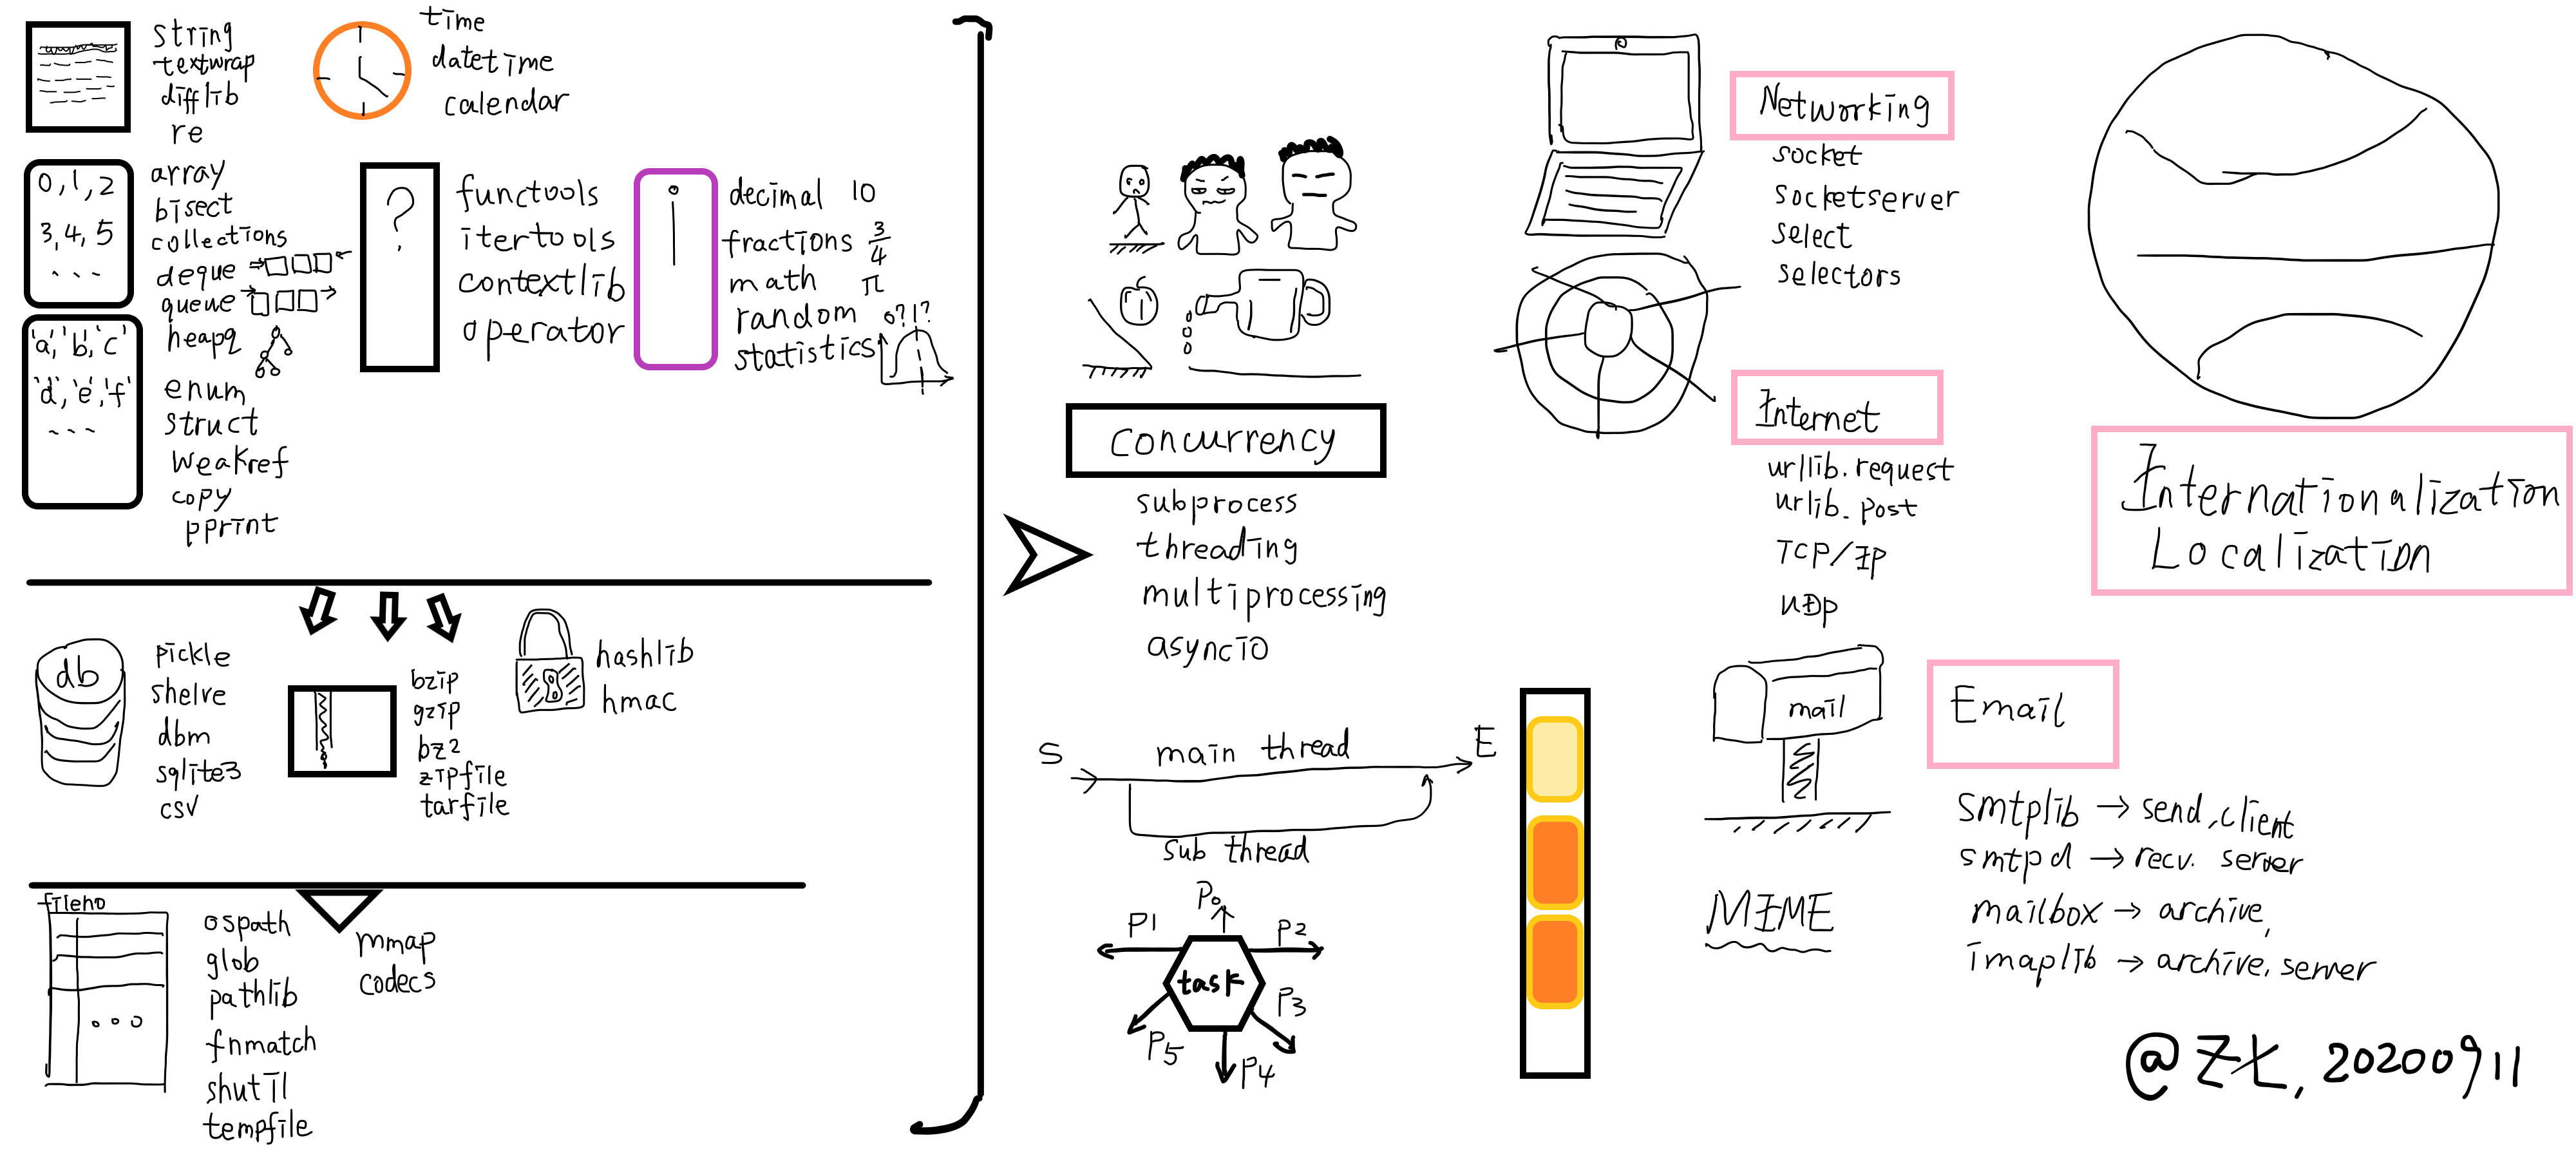 string
textwrap
difflib
re
time
datetime
calendar
0, 1, 2
3, 4, 5
array
bisect
collections
deque
queue
heapq
enum
struct
weakref
copy
pprint
'a', 'b', 'c'
'd', 'e', 'f'
?
functools
itertools
contextlib
operator
decimal 10
fractions 3/4
math π
random 0?1?
statistics
db
pickle
shelve
dbm
sqlite3
csv
bzip
gzip
bz2
zipfile
tarfile
hashlib
hmac
fileno
ospath
glob
pathlib
fnmatch
shutil
tempfile
mmap
codecs
concurrency
subprocess
threading
multiprocessing
asyncio
S main thread E
sub thread
P0
P1
P2
task
P3
P5
P4
Networking
socket
socketserver
select
selectors
Internet
urllib.request
urlib.post
TCP/IP
UDP
Internationalization
Localization
mail
Email
smtplib → send, client
smtpd → recv. server
mailbox → archive,
imaplib → archive, server
MIME
20200911